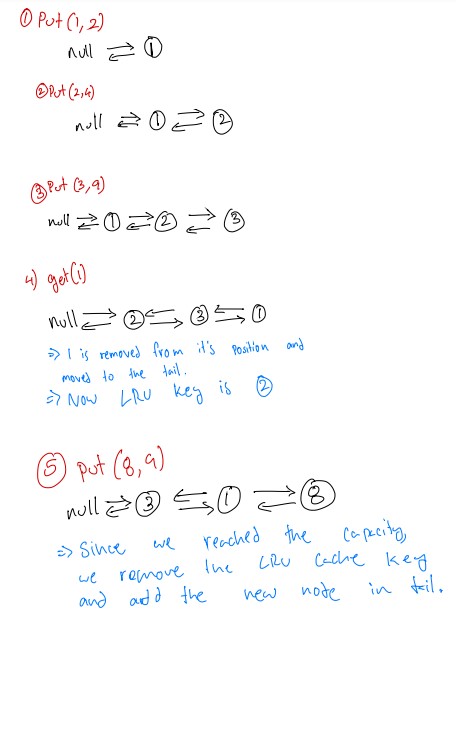 ① Put (1, 2)
null ⇄ ①
② Put (2, 4)
null ⇄ ① ⇄ ②
③ Put (3, 9)
null ⇄ ① ⇄ ② ⇄ ③
4) get(1)
null ⇄ ② ⇆ ③ ⇆ ①
⇒ 1 is removed from it's position and
moved to the tail.
⇒ Now LRU key is ②
⑤ put (8, 9)
null ⇄ ③ ⇆ ① ⇄ ⑧
⇒ Since we reached the capacity,
we remove the LRU Cache key
and add the new note in tail.